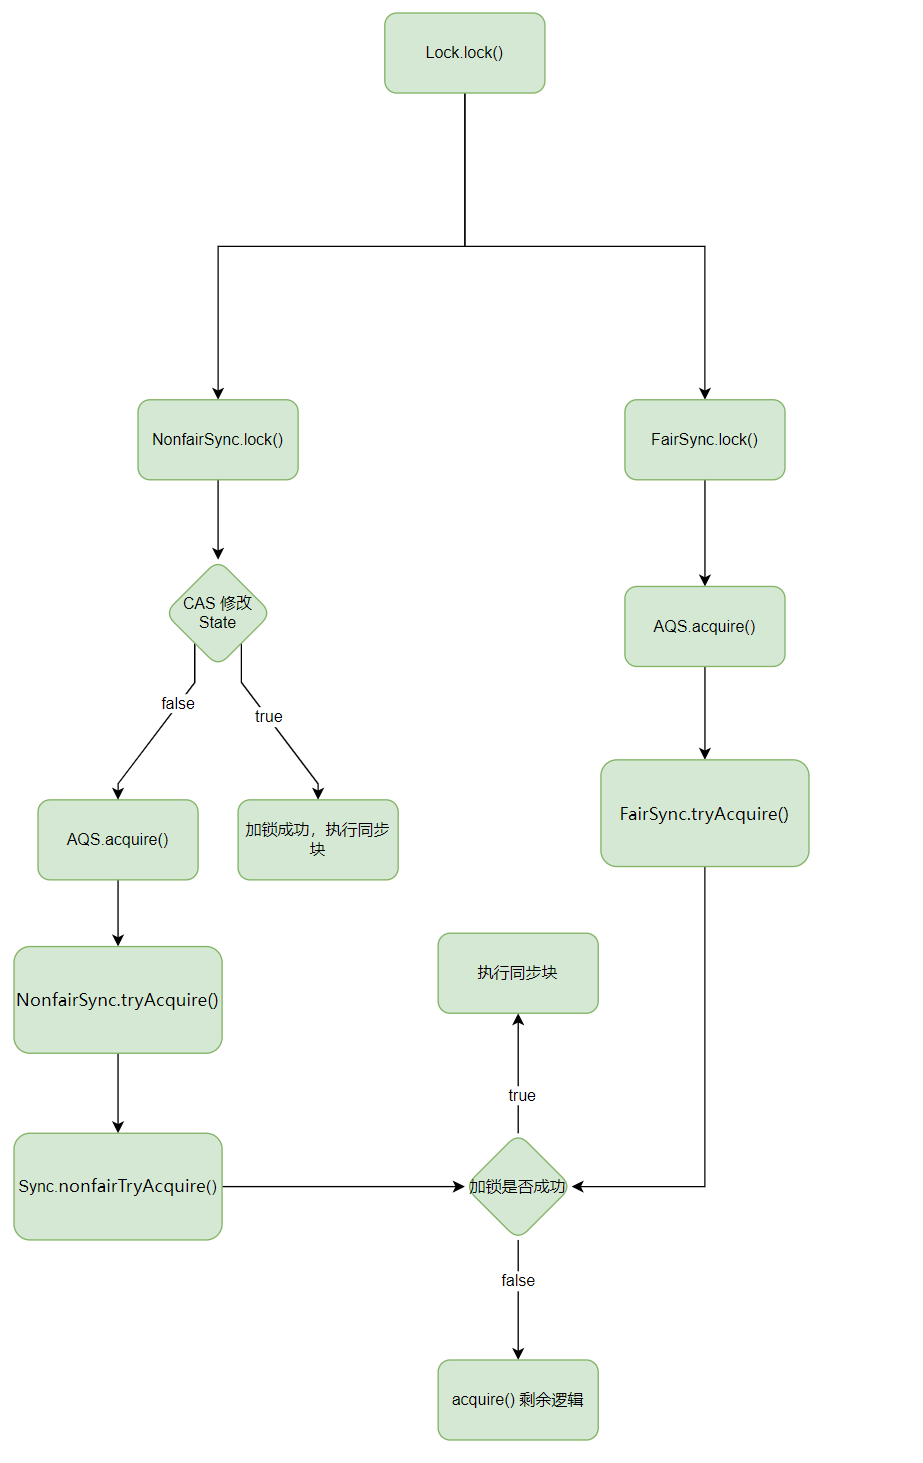 Lock.lock()
NonfairSync.lock()
FairSync.lock()
CAS 修改
State
AQS.acquire()
false
true
AQS.acquire()
加锁成功，执行同步
块
FairSync.tryAcquire()
执行同步块
NonfairSync.tryAcquire()
true
Sync.nonfairTryAcquire()
加锁是否成功
false
acquire() 剩余逻辑